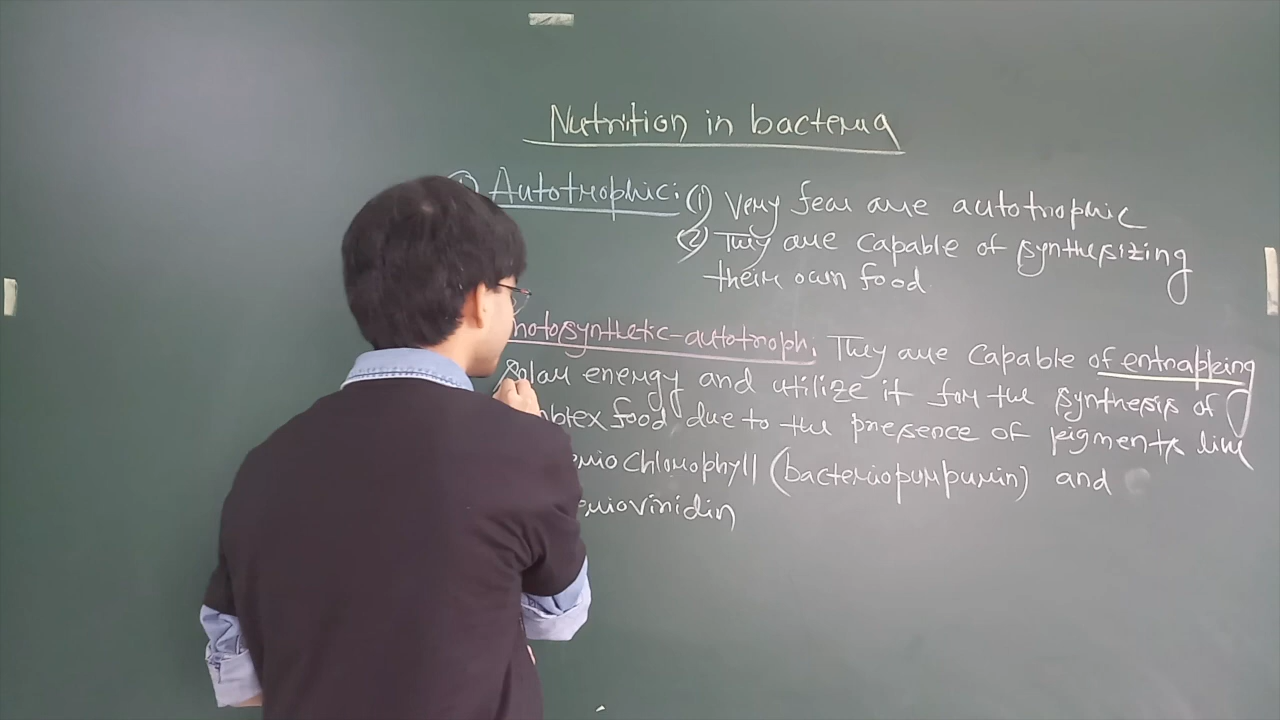 Nutrition in bacteria
① Autotrophic: (1) Very few are autotrophic
(2) They are capable of synthesizing
their own food
hotosynthetic-autotroph: They are capable of entrapping
Solar energy and utilize it for the synthesis of
mplex food due to the presence of pigments like
eriochlorophyll (bacteriopurpurin) and
erioviridin